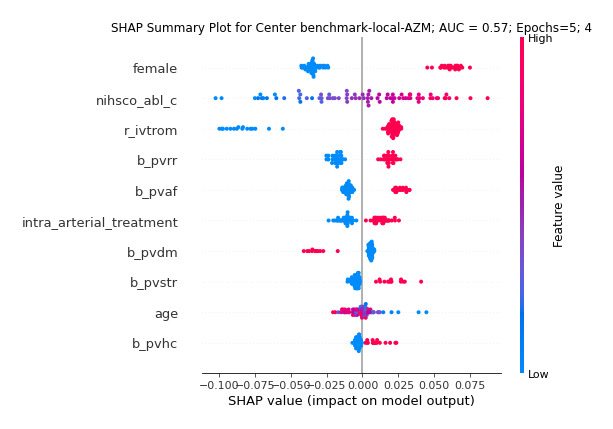 SHAP Summary Plot for Center benchmark-local-AZM; AUC = 0.57; Epochs=5; 4
High
female
nihsco_abl_c
r_ivtrom
b_pvrr
b_pvaf
intra_arterial_treatment
b_pvdm
b_pvstr
age
b_pvhc
Feature value
Low
−0.100 −0.075 −0.050 −0.025 0.000 0.025 0.050 0.075
SHAP value (impact on model output)